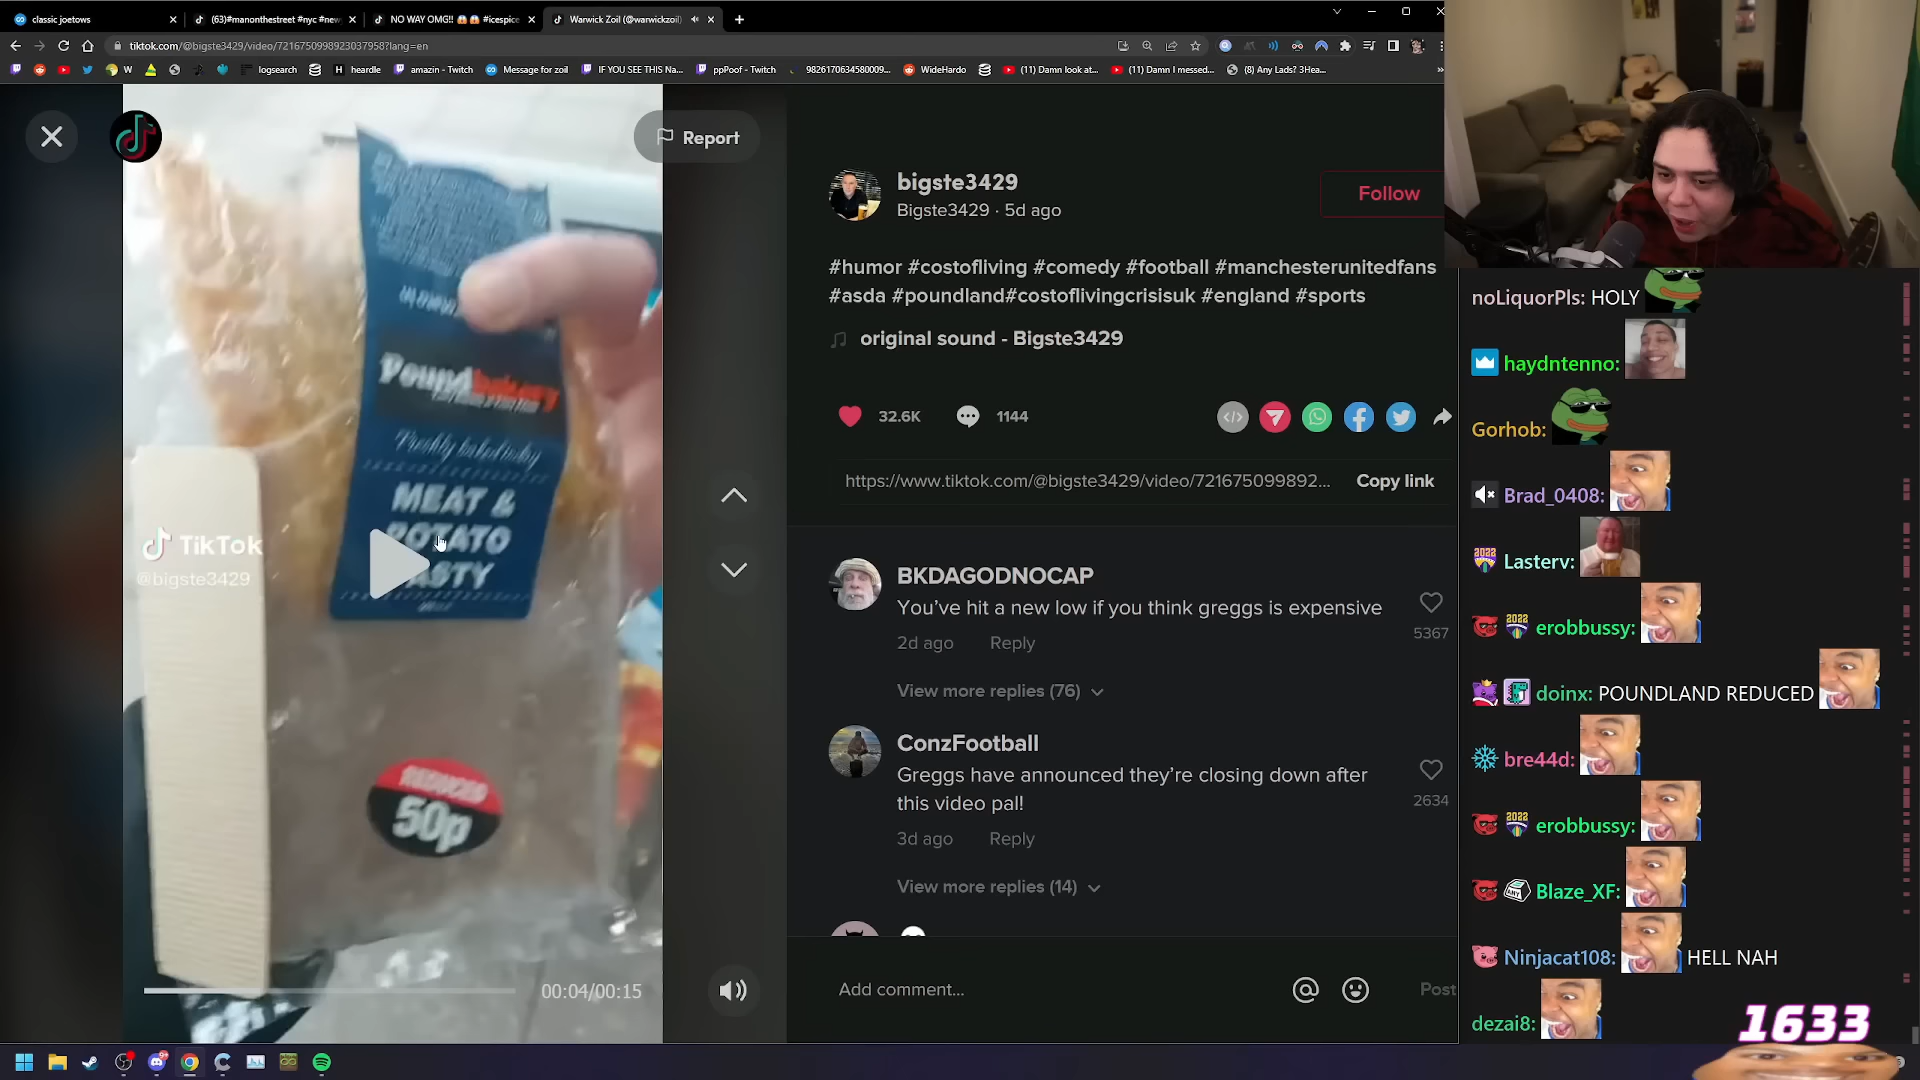 classic joetows
(63)#manonthestreet #nyc #new
NO WAY OMG!! 😱 😱 #icespice
Warwick Zoil (@warwickzoil)
tiktok.com/@bigste3429/video/7216750998923037958?lang=en
W
logsearch
heardle
amazin - Twitch
Message for zoil
IF YOU SEE THIS Na...
ppPoof - Twitch
9826170634580009...
WideHardo
(11) Damn look at...
(11) Damn I messed...
(8) Any Lads? 3Hea...
Report
Pound bakery
Freshly baked daily
MEAT &
POTATO
PASTY
TikTok
@bigste3429
REDUCED
50p
00:04/00:15
bigste3429
Bigste3429 · 5d ago
Follow
#humor #costofliving #comedy #football #manchesterunitedfans
#asda #poundland#costoflivingcrisisuk #england #sports
original sound - Bigste3429
32.6K
1144
https://www.tiktok.com/@bigste3429/video/721675099892...
Copy link
BKDAGODNOCAP
You've hit a new low if you think greggs is expensive
5367
2d ago Reply
View more replies (76)
ConzFootball
Greggs have announced they're closing down after
this video pal!
2634
3d ago Reply
View more replies (14)
Add comment...
Post
noLiquorPls: HOLY
haydntenno:
Gorhob:
Brad_0408:
2022 Lasterv:
2022 erobbussy:
doinx: POUNDLAND REDUCED
bre44d:
2022 erobbussy:
ANY Blaze_XF:
Ninjacat108: HELL NAH
dezai8:
1633